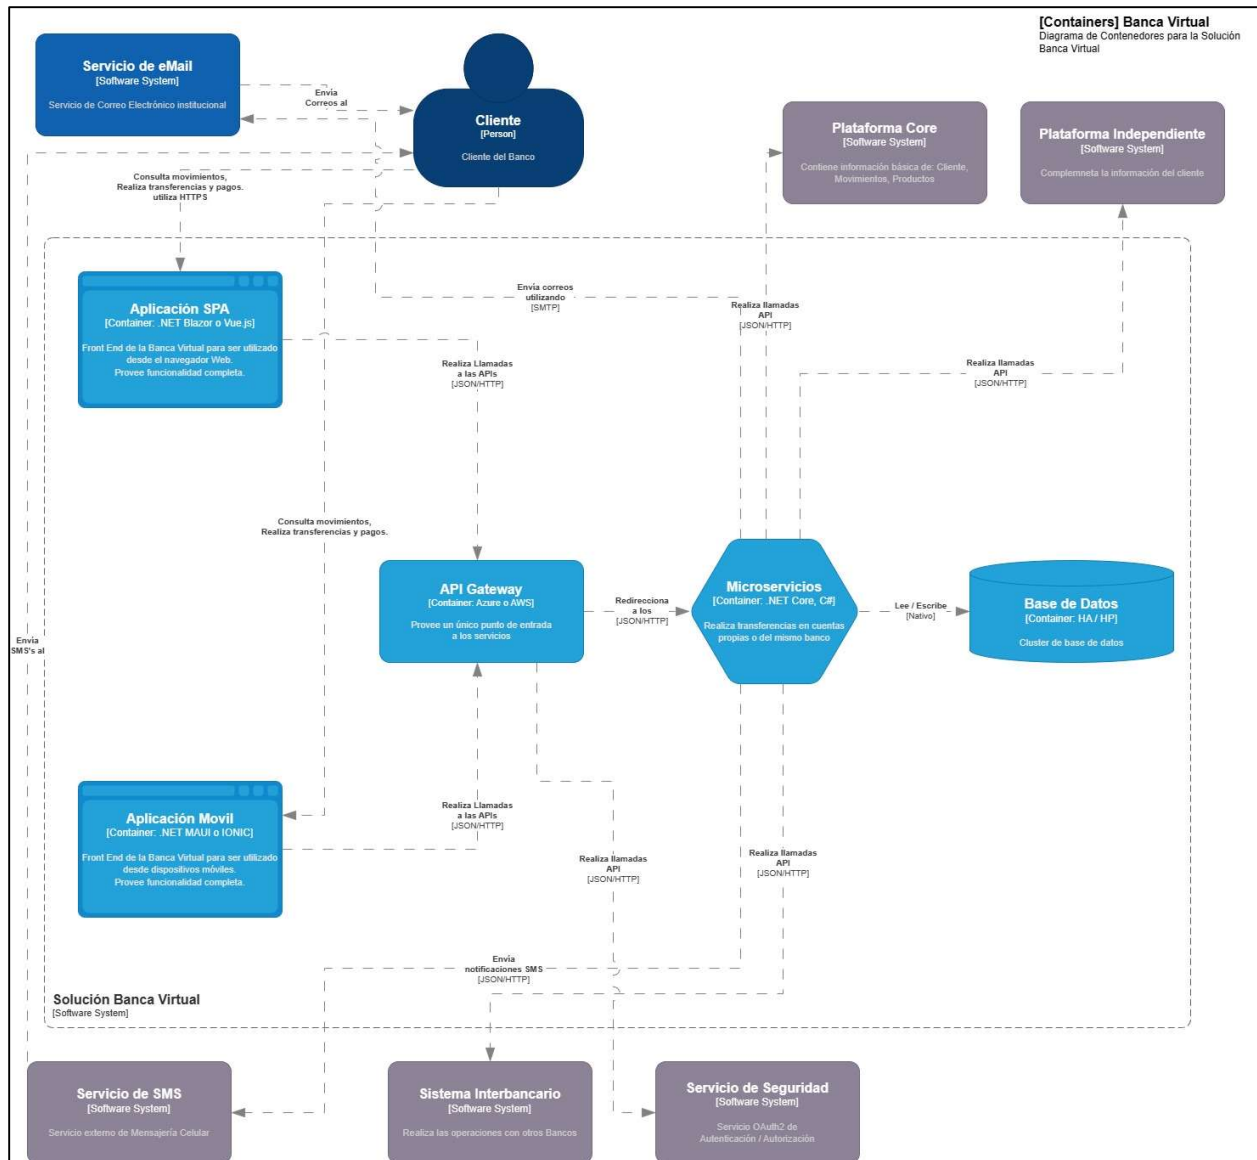 [Containers] Banca Virtual
Diagrama de Contenedores para la Solución
Banca Virtual
Servicio de eMail
[Software System]
Servicio de Correo Electrónico institucional
Envía
Correos al
Cliente
[Person]
Cliente del Banco
Plataforma Core
[Software System]
Contiene información básica de: Cliente,
Movimientos, Productos
Plataforma Independiente
[Software System]
Complemneta la información del cliente
Consulta movimientos,
Realiza transferencias y pagos.
utiliza HTTPS
Aplicación SPA
[Container: .NET Blazor o Vue.js]
Front End de la Banca Virtual para ser utilizado
desde el navegador Web.
Provee funcionalidad completa.
Envía correos
utilizando
[SMTP]
Realiza llamadas
API
[JSON/HTTP]
Realiza llamadas
API
[JSON/HTTP]
Realiza Llamadas
a las APIs
[JSON/HTTP]
Consulta movimientos,
Realiza transferencias y pagos.
API Gateway
[Container: Azure o AWS]
Provee un único punto de entrada
a los servicios
Redirecciona
a los
[JSON/HTTP]
Microservicios
[Container: .NET Core, C#]
Realiza transferencias en cuentas
propias o del mismo banco
Lee / Escribe
[Nativo]
Base de Datos
[Container: HA / HP]
Cluster de base de datos
Envía
SMS's al
Aplicación Movil
[Container: .NET MAUI o IONIC]
Front End de la Banca Virtual para ser utilizado
desde dispositivos móviles.
Provee funcionalidad completa.
Realiza Llamadas
a las APIs
[JSON/HTTP]
Realiza llamadas
API
[JSON/HTTP]
Realiza llamadas
API
[JSON/HTTP]
Envía
notificaciones SMS
[JSON/HTTP]
Solución Banca Virtual
[Software System]
Servicio de SMS
[Software System]
Servicio externo de Mensajería Celular
Sistema Interbancario
[Software System]
Realiza las operaciones con otros Bancos
Servicio de Seguridad
[Software System]
Servicio OAuth2 de
Autenticación / Autorización